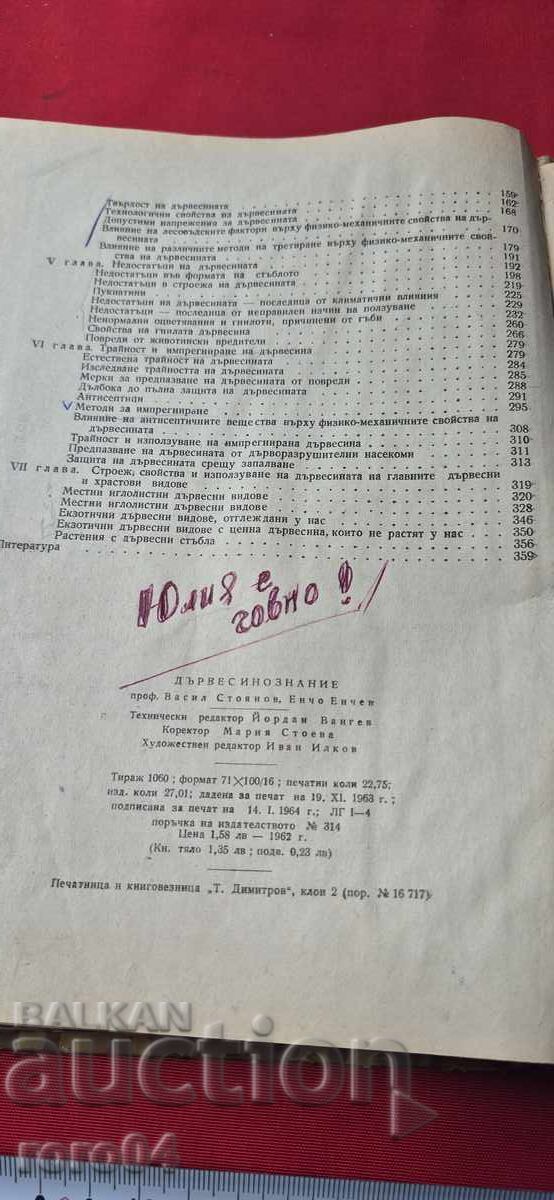 Твърдост на дървесината . . . 159
Технологични свойства на дървесината . . . 162
Допустими напрежения за дървесината . . . 168
Влияние на лесовъдските фактори върху физико-механичните свойства на дър-
весината . . . 170
Влияние на различните методи на третиране върху физико-механичните свой-
ства на дървесината . . . 179
V глава. Недостатъци на дървесината . . . 191
Недостатъци във формата на стъблото . . . 192
Недостатъци в строежа на дървесината . . . 198
Пукнатини . . . 219
Недостатъци на дървесината — последица от климатични влияния . . . 225
Недостатъци — последица от неправилен начин на ползуване . . . 229
Ненормални оцветявания и гнилоти, причинени от гъби . . . 232
Свойства на гнилата дървесина . . . 260
Повреди от животински вредители . . . 266
VI глава. Трайност и импрегниране на дървесина . . . 279
Естествена трайност на дървесината . . . 279
Изследване трайността на дървесината . . . 284
Мерки за предпазване на дървесината от повреди . . . 285
Дълбока до пълна защита на дървесината . . . 288
Антисептици . . . 291
Методи за импрегниране . . . 295
Влияние на антисептичните вещества върху физико-механичните свойства на
дървесината . . . 308
Трайност и използуване на импрегнирана дървесина . . . 310
Предпазване на дървесината от дърворазрушителни насекоми . . . 311
Защита на дървесината срещу запалване . . . 313
VII глава. Строеж, свойства и използуване на дървесината на главните дървесни
и храстови видове . . . 319
Местни иглолистни дървесни видове . . . 320
Местни иглолистни дървесни видове . . . 328
Екзотични дървесни видове, отглеждани у нас . . . 346
Екзотични дървесни видове с ценна дървесина, които не растят у нас . . . 350
Растения с дървесни стъбла . . . 356
Литература . . . 359
Юлия е
говно!
ДЪРВЕСИНОЗНАНИЕ
проф. Васил Стоянов, Енчо Енчев
Технически редактор Йордан Вангев
Коректор Мария Стоева
Художествен редактор Иван Илков
Тираж 1060; формат 71×100/16; печатни коли 22,75;
изд. коли 27,01; дадена за печат на 19. XI. 1963 г.;
подписана за печат на 14. I. 1964 г.; ЛГ I—4
поръчка на издателството № 314
Цена 1,58 лв — 1962 г.
(Кн. тяло 1,35 лв; подв. 0,23 лв)
Печатница и книговезница „Т. Димитров“, клон 2 (пор. № 16 717)
BALKAN
auction
roro04